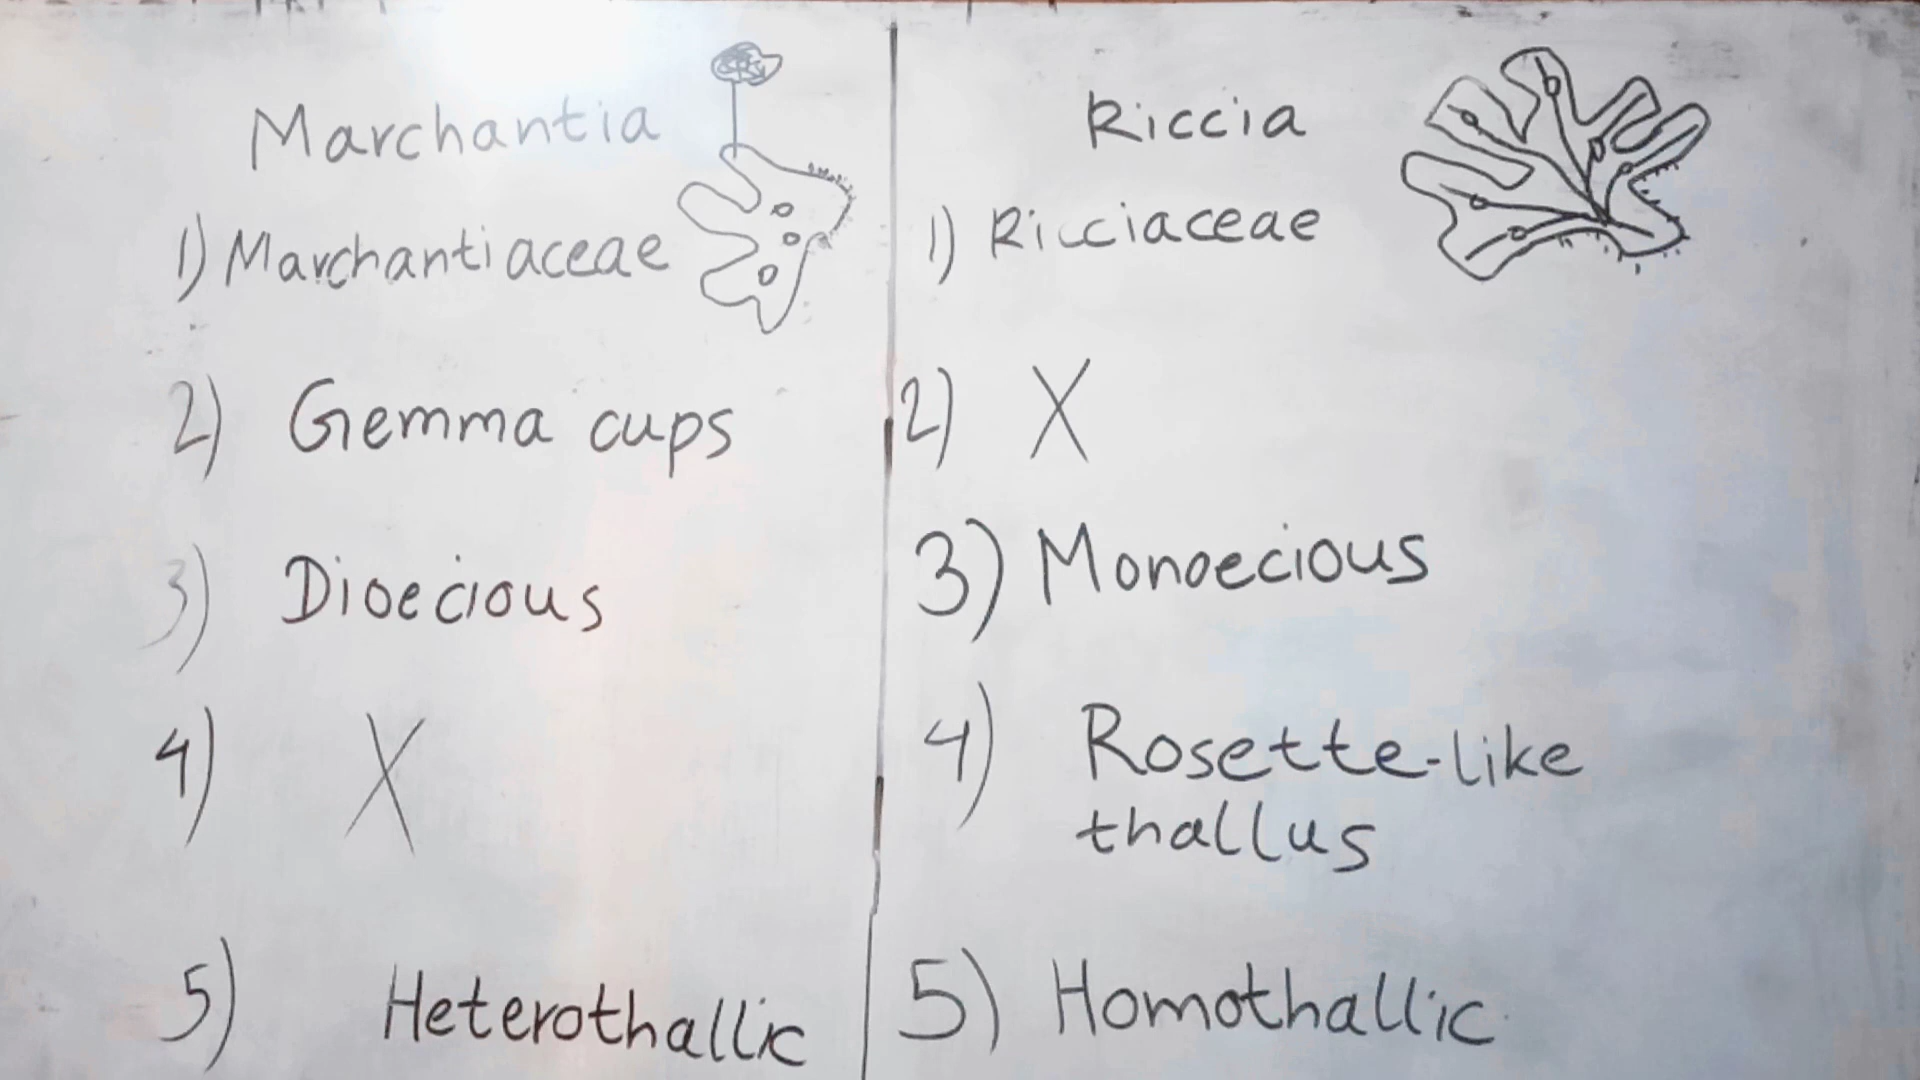 Marchantia
1) Marchantiaceae
2) Gemma cups
3) Dioecious
4) X
5) Heterothallic
Riccia
1) Ricciaceae
2) X
3) Monoecious
4) Rosette-like
thallus
5) Homothallic